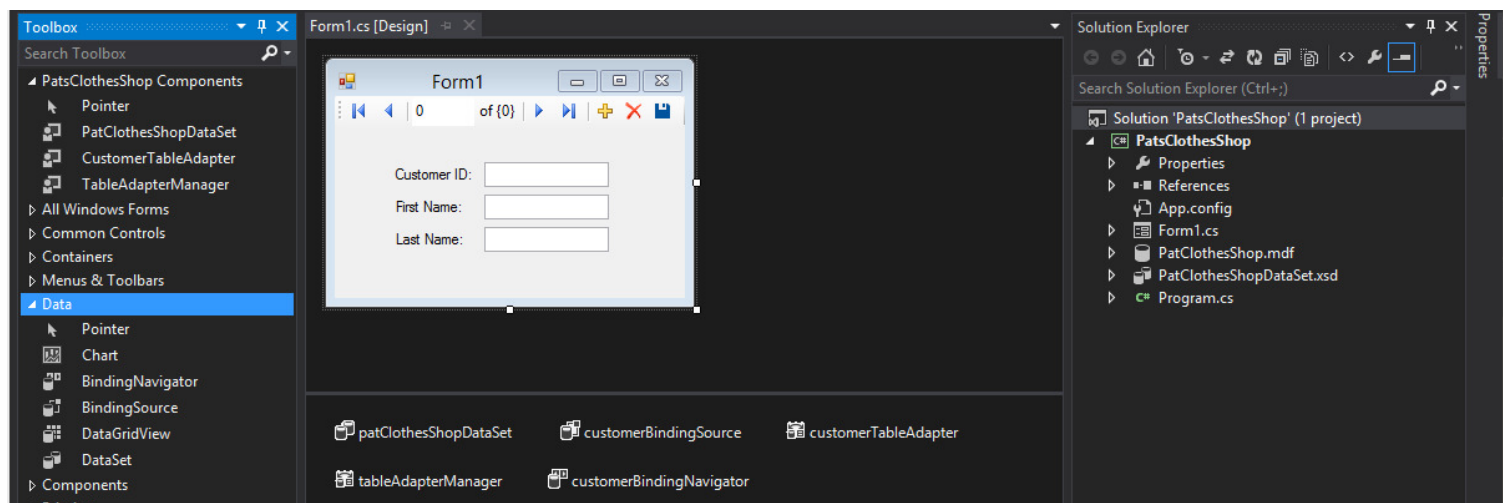 Toolbox
Search Toolbox
PatsClothesShop Components
Pointer
PatClothesShopDataSet
CustomerTableAdapter
TableAdapterManager
All Windows Forms
Common Controls
Containers
Menus & Toolbars
Data
Pointer
Chart
BindingNavigator
BindingSource
DataGridView
DataSet
Components
Form1.cs [Design]
Form1
0 of {0}
Customer ID:
First Name:
Last Name:
patClothesShopDataSet customerBindingSource customerTableAdapter
tableAdapterManager customerBindingNavigator
Solution Explorer
Search Solution Explorer (Ctrl+;)
Solution 'PatsClothesShop' (1 project)
C# PatsClothesShop
Properties
References
App.config
Form1.cs
PatClothesShop.mdf
PatClothesShopDataSet.xsd
C# Program.cs
Properties